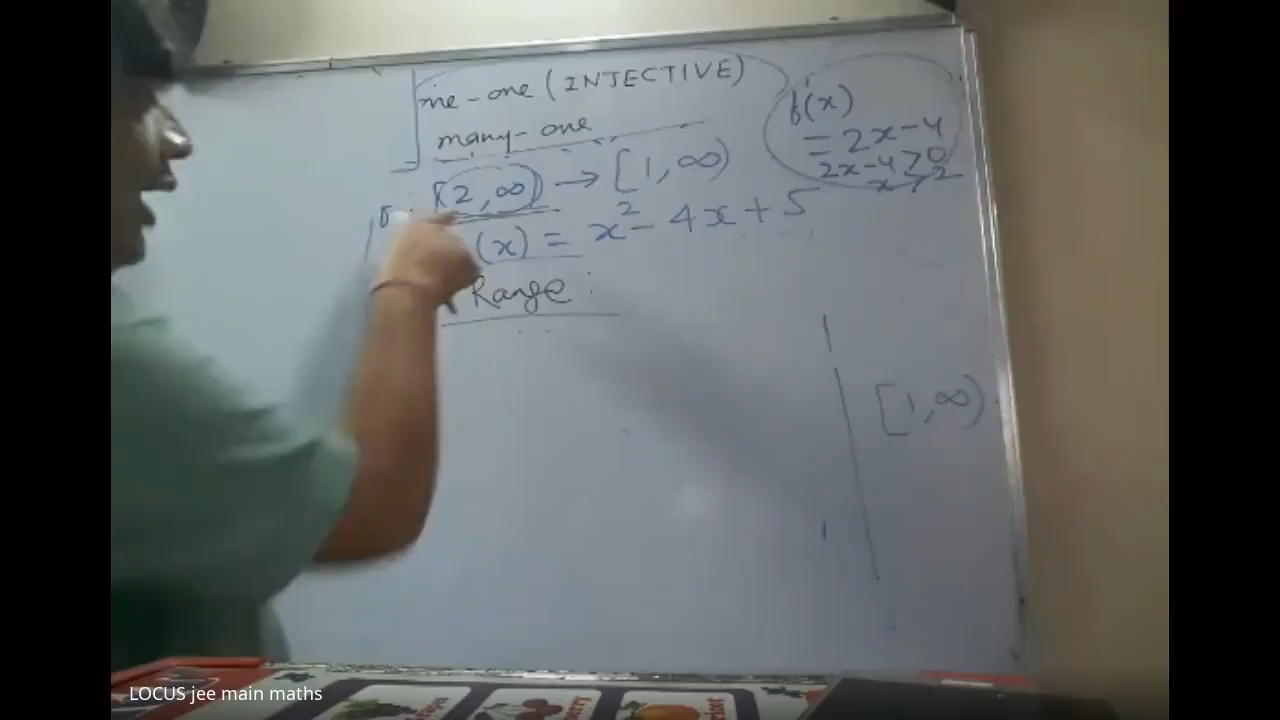 one-one (INJECTIVE)
many-one
[2,∞) → [1,∞)
(x) = x² - 4x + 5
Range :
f(x)
= 2x-4
2x-4>0
x>2
[1,∞)
LOCUS jee main maths